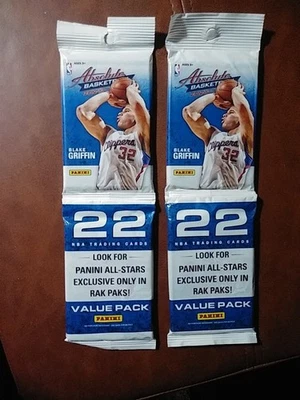 Absolute
BASKETBALL
BLAKE
GRIFFIN
Clippers
32
PANINI
22
NBA TRADING CARDS
LOOK FOR
PANINI ALL-STARS
EXCLUSIVE ONLY IN
RAK PAKS!
VALUE PACK
PANINI
Absolute
BASKETBALL
BLAKE
GRIFFIN
Clippers
32
PANINI
22
NBA TRADING CARDS
LOOK FOR
PANINI ALL-STARS
EXCLUSIVE ONLY IN
RAK PAKS!
VALUE PACK
PANINI